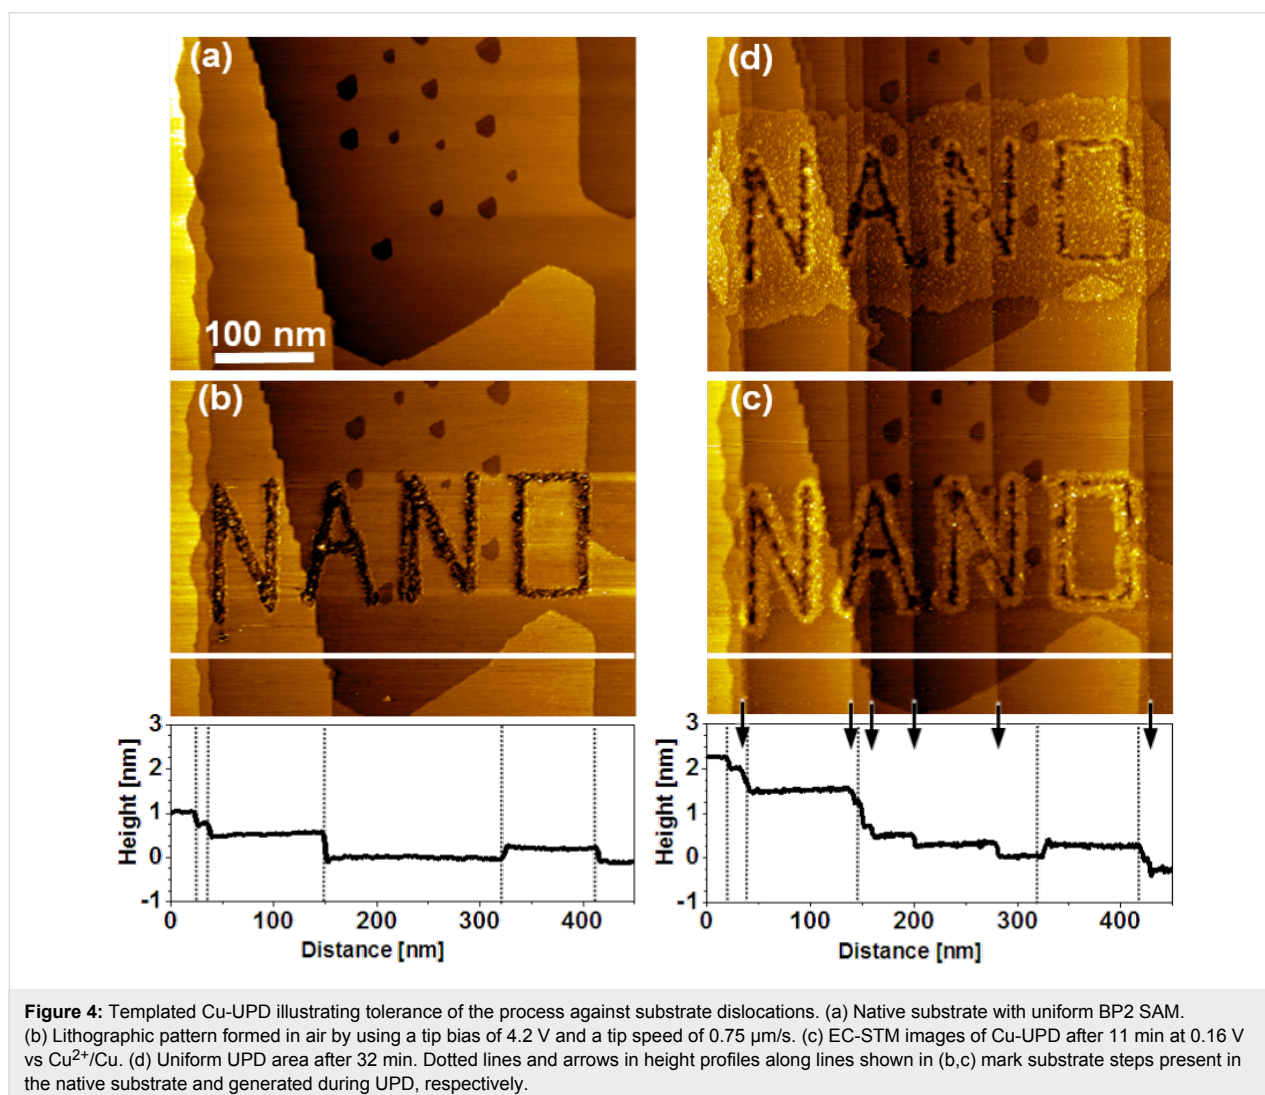 (a)
100 nm
(d)
(b)
NANO
(c)
NANO
NANO
3
2
1
0
-1
Height [nm]
0 100 200 300 400
Distance [nm]
3
2
1
0
-1
Height [nm]
0 100 200 300 400
Distance [nm]
Figure 4: Templated Cu-UPD illustrating tolerance of the process against substrate dislocations. (a) Native substrate with uniform BP2 SAM.
(b) Lithographic pattern formed in air by using a tip bias of 4.2 V and a tip speed of 0.75 µm/s. (c) EC-STM images of Cu-UPD after 11 min at 0.16 V
vs Cu²⁺/Cu. (d) Uniform UPD area after 32 min. Dotted lines and arrows in height profiles along lines shown in (b,c) mark substrate steps present in
the native substrate and generated during UPD, respectively.